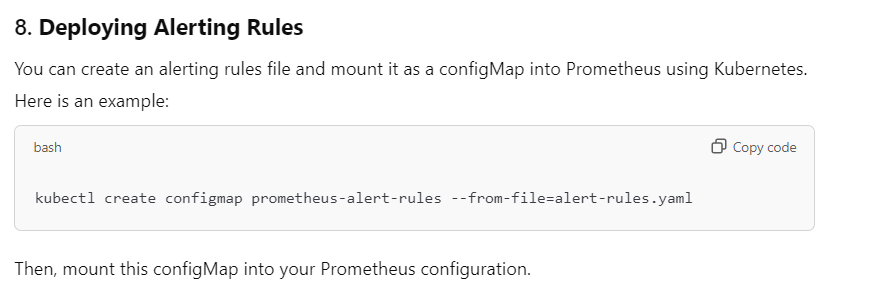 8. Deploying Alerting Rules
You can create an alerting rules file and mount it as a configMap into Prometheus using Kubernetes.
Here is an example:
bash
Copy code
kubectl create configmap prometheus-alert-rules --from-file=alert-rules.yaml
Then, mount this configMap into your Prometheus configuration.